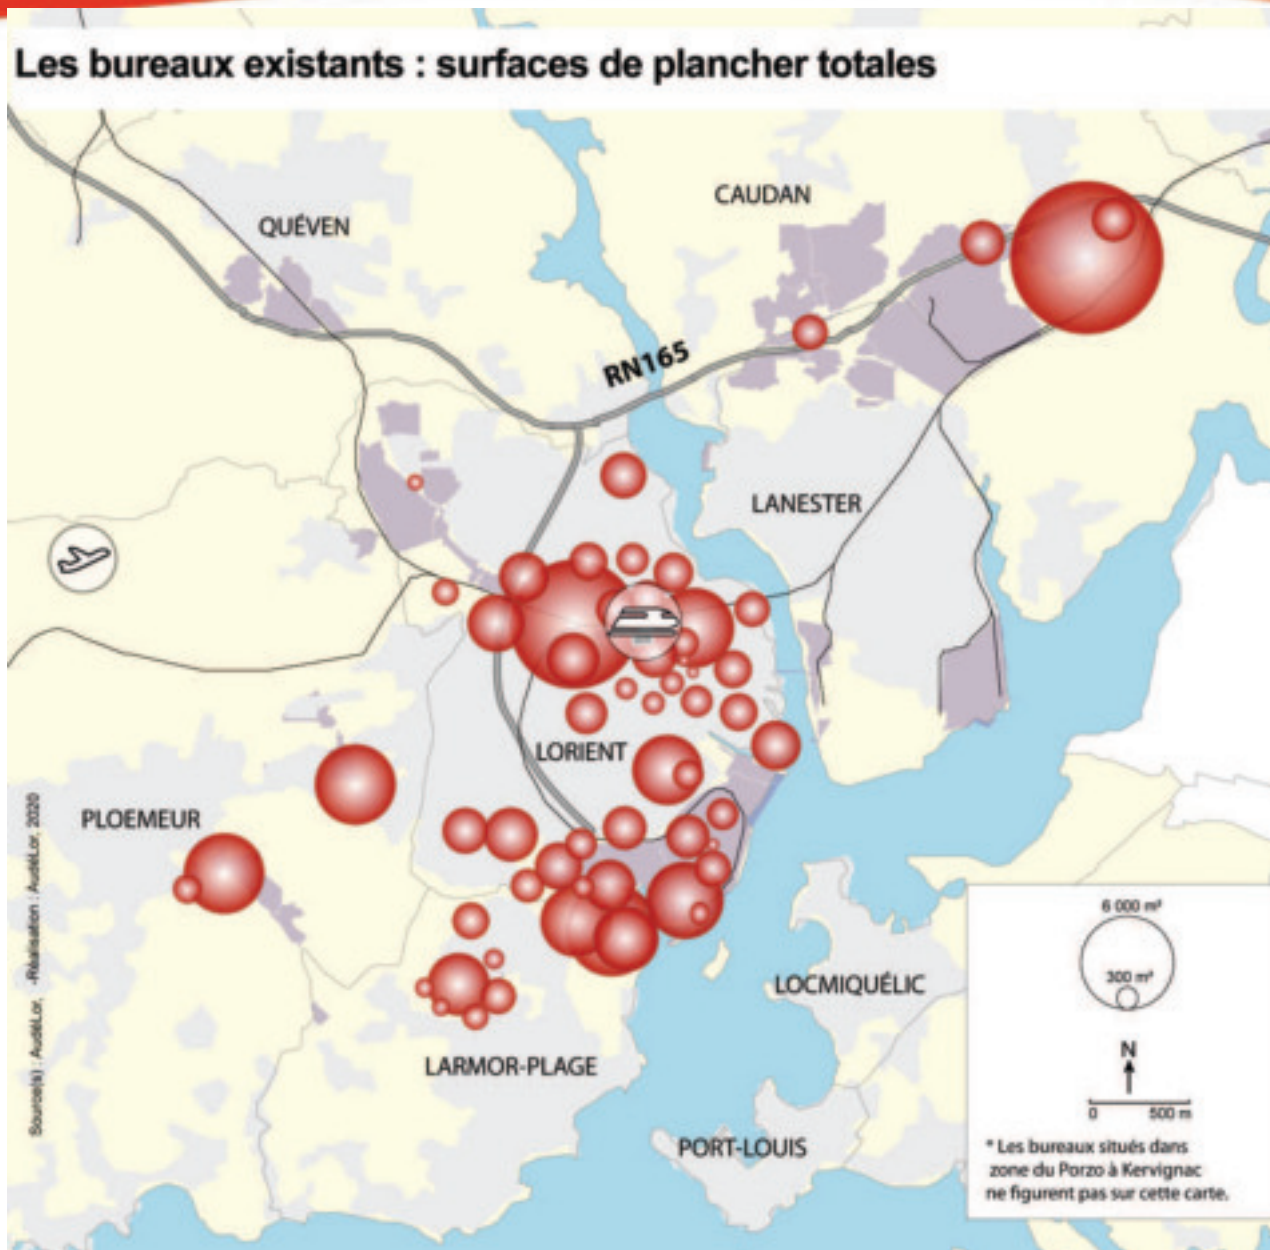 Les bureaux existants : surfaces de plancher totales
CAUDAN
QUÉVEN
RN165
LANESTER
LORIENT
PLOEMEUR
6 000 m²
300 m²
LOCMIQUÉLIC
N
LARMOR-PLAGE
0 500 m
PORT-LOUIS
* Les bureaux situés dans
zone du Porzo à Kervignac
ne figurent pas sur cette carte.
Source(s) : AudéLor, -Réalisation : AudéLor, 2020